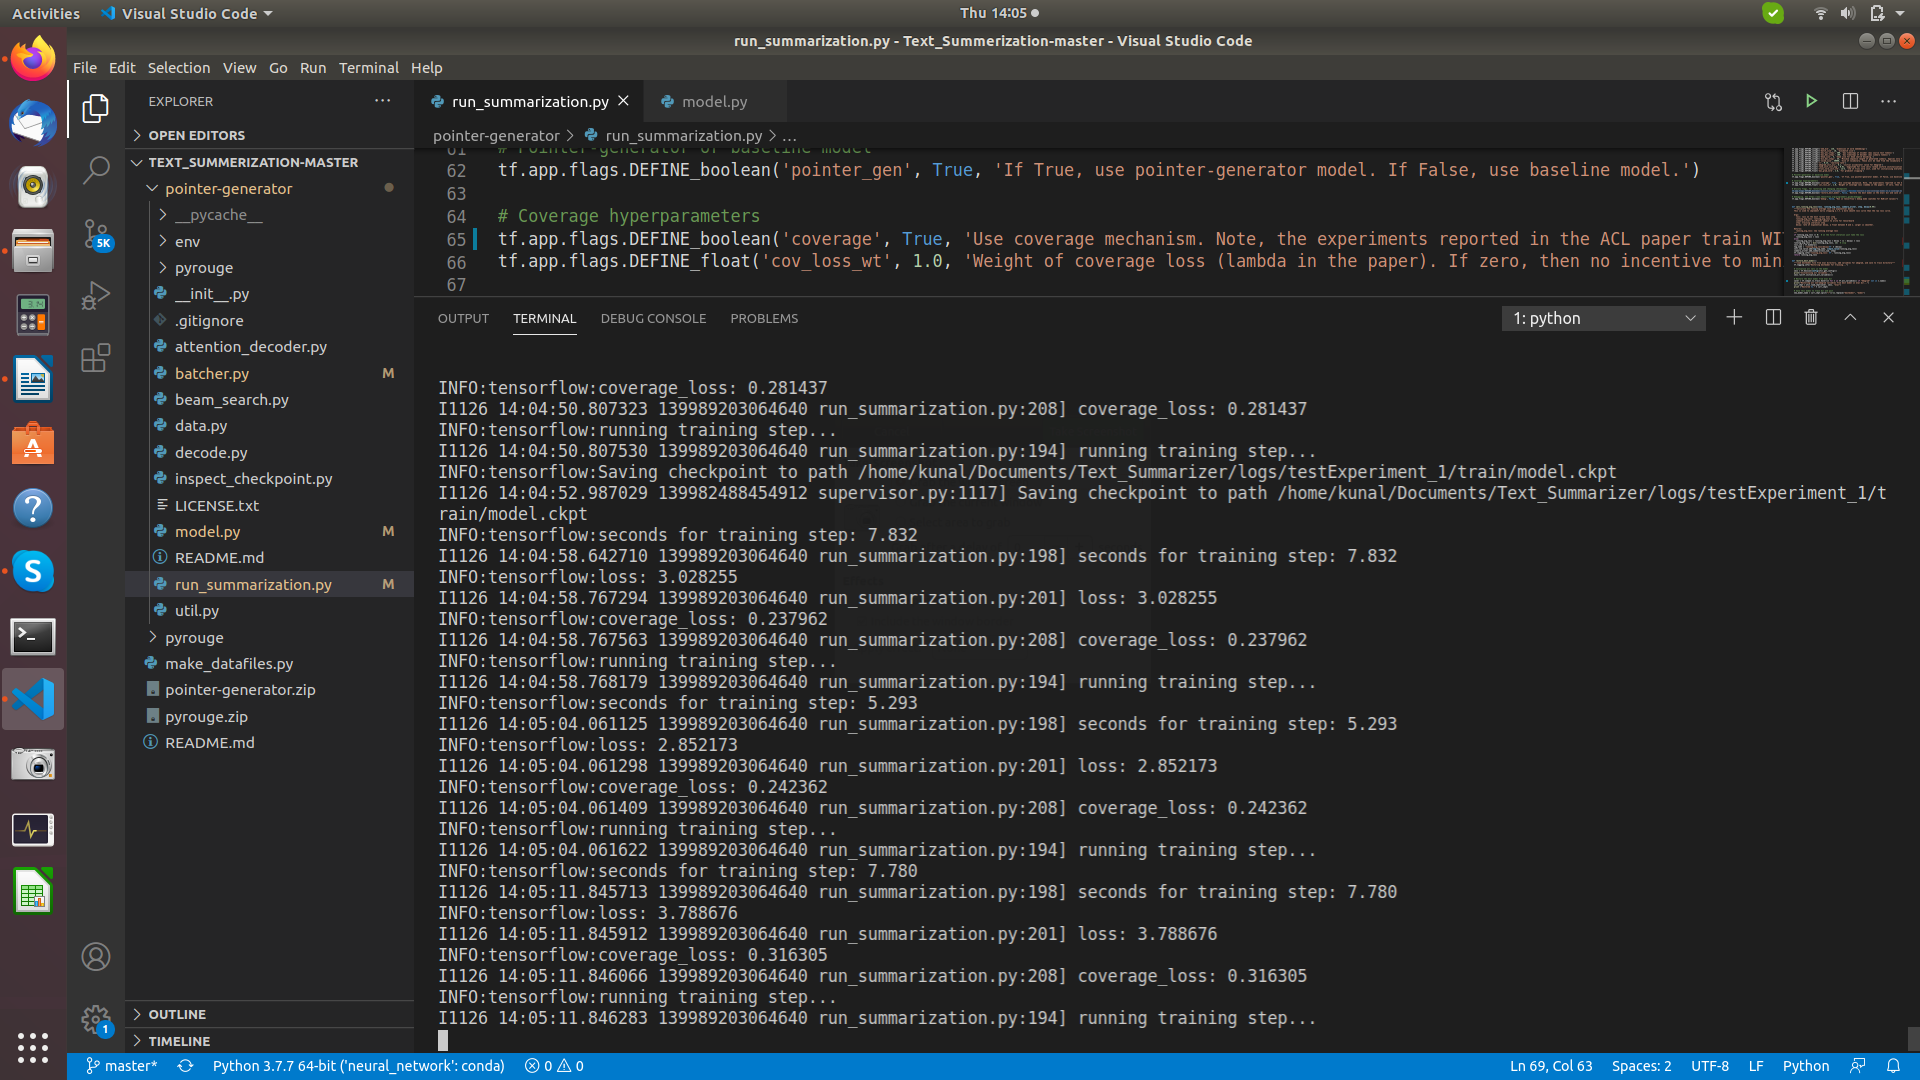 Activities
Visual Studio Code
Thu 14:05
run_summarization.py - Text_Summerization-master - Visual Studio Code
File Edit Selection View Go Run Terminal Help
EXPLORER
OPEN EDITORS
TEXT_SUMMERIZATION-MASTER
pointer-generator
__pycache__
env
pyrouge
__init__.py
.gitignore
attention_decoder.py
batcher.py M
beam_search.py
data.py
decode.py
inspect_checkpoint.py
LICENSE.txt
model.py M
README.md
run_summarization.py M
util.py
pyrouge
make_datafiles.py
pointer-generator.zip
pyrouge.zip
README.md
OUTLINE
TIMELINE
5K
1
run_summarization.py model.py
pointer-generator > run_summarization.py > ...
61 # Pointer-generator or baseline model
62 tf.app.flags.DEFINE_boolean('pointer_gen', True, 'If True, use pointer-generator model. If False, use baseline model.')
63
64 # Coverage hyperparameters
65 tf.app.flags.DEFINE_boolean('coverage', True, 'Use coverage mechanism. Note, the experiments reported in the ACL paper train WI
66 tf.app.flags.DEFINE_float('cov_loss_wt', 1.0, 'Weight of coverage loss (lambda in the paper). If zero, then no incentive to min
67
OUTPUT TERMINAL DEBUG CONSOLE PROBLEMS
1: python
INFO:tensorflow:coverage_loss: 0.281437
I1126 14:04:50.807323 139989203064640 run_summarization.py:208] coverage_loss: 0.281437
INFO:tensorflow:running training step...
I1126 14:04:50.807530 139989203064640 run_summarization.py:194] running training step...
INFO:tensorflow:Saving checkpoint to path /home/kunal/Documents/Text_Summarizer/logs/testExperiment_1/train/model.ckpt
I1126 14:04:52.987029 139982488454912 supervisor.py:1117] Saving checkpoint to path /home/kunal/Documents/Text_Summarizer/logs/testExperiment_1/t
rain/model.ckpt
INFO:tensorflow:seconds for training step: 7.832
I1126 14:04:58.642710 139989203064640 run_summarization.py:198] seconds for training step: 7.832
INFO:tensorflow:loss: 3.028255
I1126 14:04:58.767294 139989203064640 run_summarization.py:201] loss: 3.028255
INFO:tensorflow:coverage_loss: 0.237962
I1126 14:04:58.767563 139989203064640 run_summarization.py:208] coverage_loss: 0.237962
INFO:tensorflow:running training step...
I1126 14:04:58.768179 139989203064640 run_summarization.py:194] running training step...
INFO:tensorflow:seconds for training step: 5.293
I1126 14:05:04.061125 139989203064640 run_summarization.py:198] seconds for training step: 5.293
INFO:tensorflow:loss: 2.852173
I1126 14:05:04.061298 139989203064640 run_summarization.py:201] loss: 2.852173
INFO:tensorflow:coverage_loss: 0.242362
I1126 14:05:04.061409 139989203064640 run_summarization.py:208] coverage_loss: 0.242362
INFO:tensorflow:running training step...
I1126 14:05:04.061622 139989203064640 run_summarization.py:194] running training step...
INFO:tensorflow:seconds for training step: 7.780
I1126 14:05:11.845713 139989203064640 run_summarization.py:198] seconds for training step: 7.780
INFO:tensorflow:loss: 3.788676
I1126 14:05:11.845912 139989203064640 run_summarization.py:201] loss: 3.788676
INFO:tensorflow:coverage_loss: 0.316305
I1126 14:05:11.846066 139989203064640 run_summarization.py:208] coverage_loss: 0.316305
INFO:tensorflow:running training step...
I1126 14:05:11.846283 139989203064640 run_summarization.py:194] running training step...
master* Python 3.7.7 64-bit ('neural_network': conda) 0 0 Ln 69, Col 63 Spaces: 2 UTF-8 LF Python